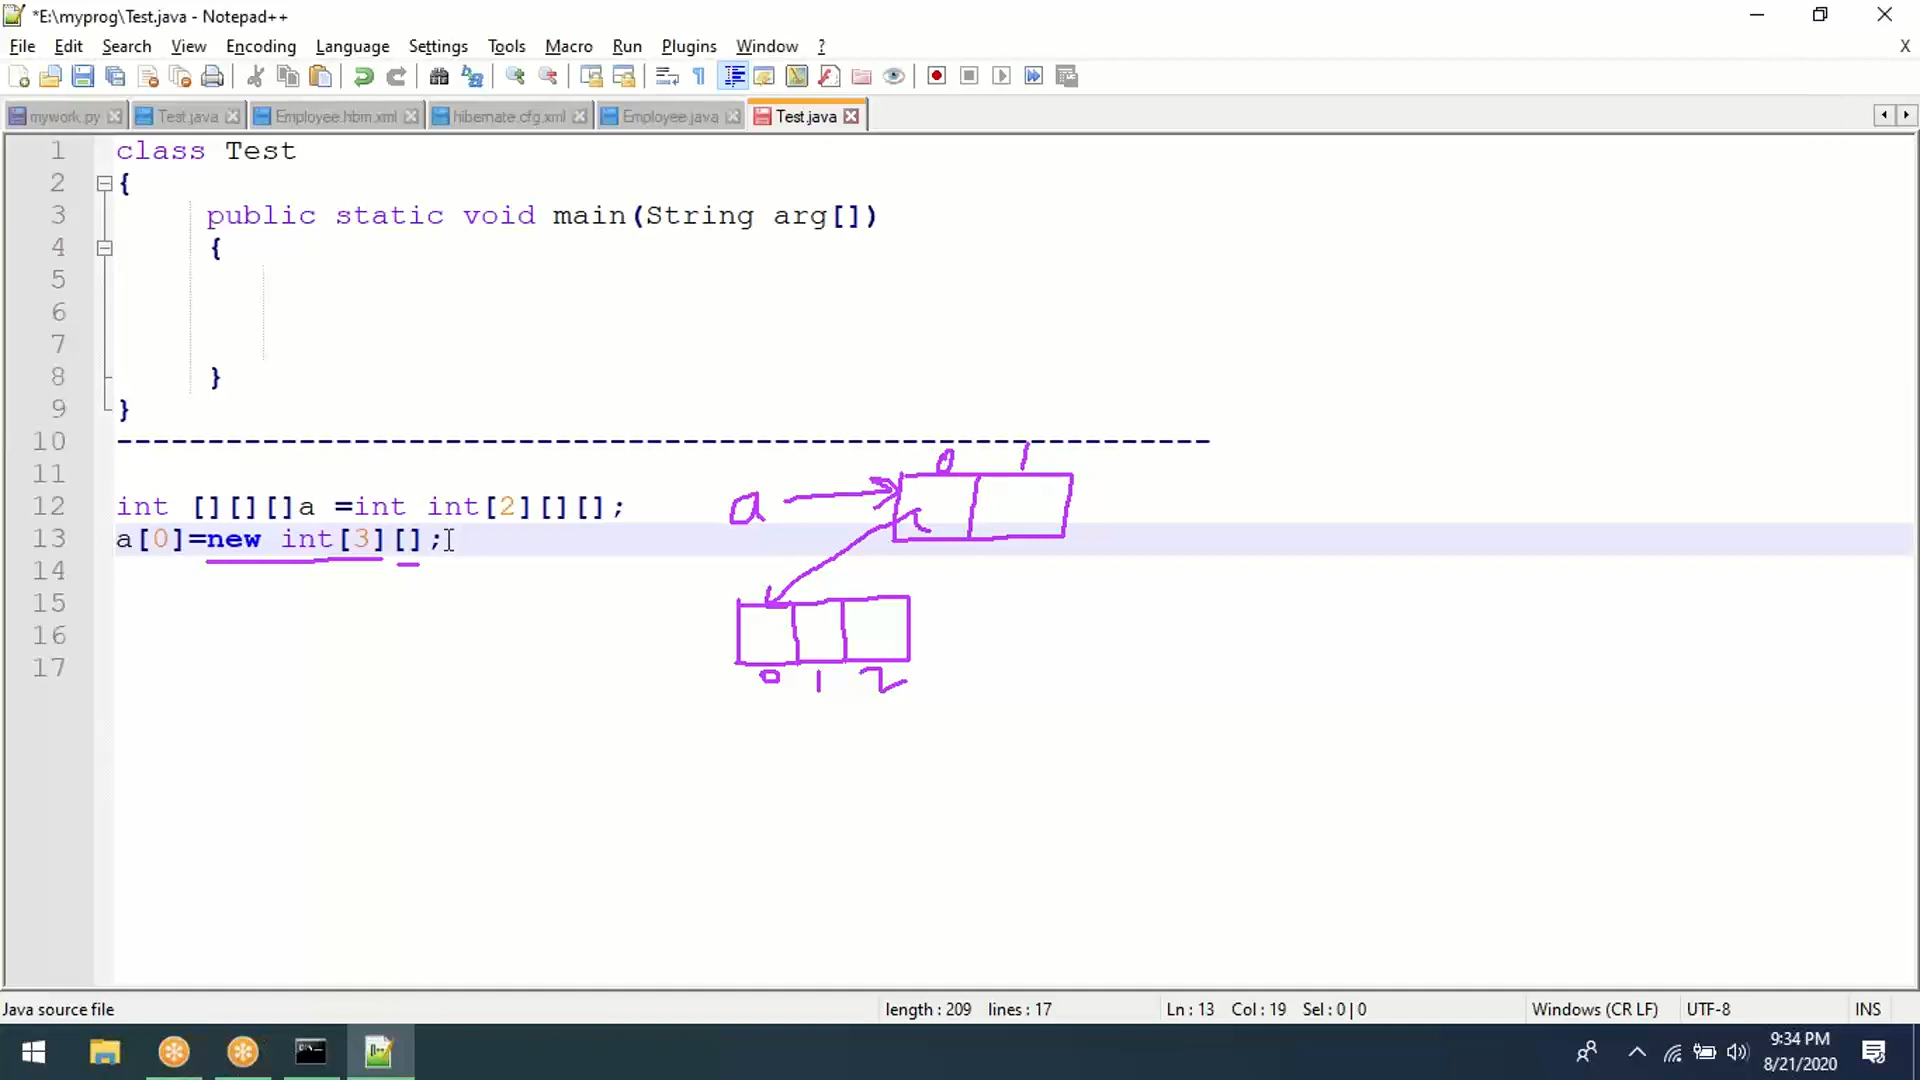 *E:\myprog\Test.java - Notepad++
File Edit Search View Encoding Language Settings Tools Macro Run Plugins Window ? X
mywork.py Test.java Employee.hbm.xml hibernate.cfg.xml Employee.java Test.java
1 class Test
2 {
3 public static void main(String arg[])
4 {
5
6
7
8 }
9 }
10 -------------------------------------------------------------
11
0 1
12 int [][][]a =int int[2][][];
a
13 a[0]=new int[3][];
14
15
16
17
0 1 2
Java source file length : 209 lines : 17 Ln : 13 Col : 19 Sel : 0 | 0 Windows (CR LF) UTF-8 INS
9:34 PM
8/21/2020